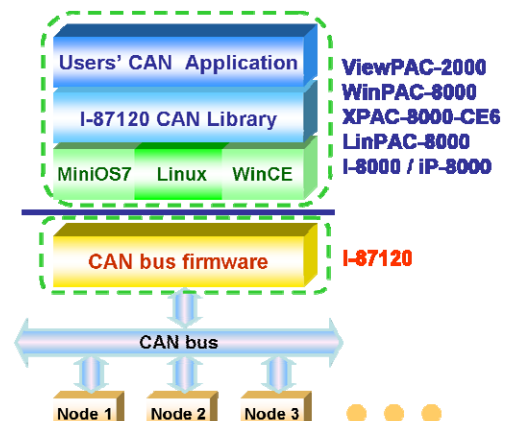 Users' CAN Application
I-87120 CAN Library
MiniOS7 Linux WinCE
ViewPAC-2000
WinPAC-8000
XPAC-8000-CE6
LinPAC-8000
I-8000 / iP-8000
CAN bus firmware
I-87120
CAN bus
Node 1 Node 2 Node 3